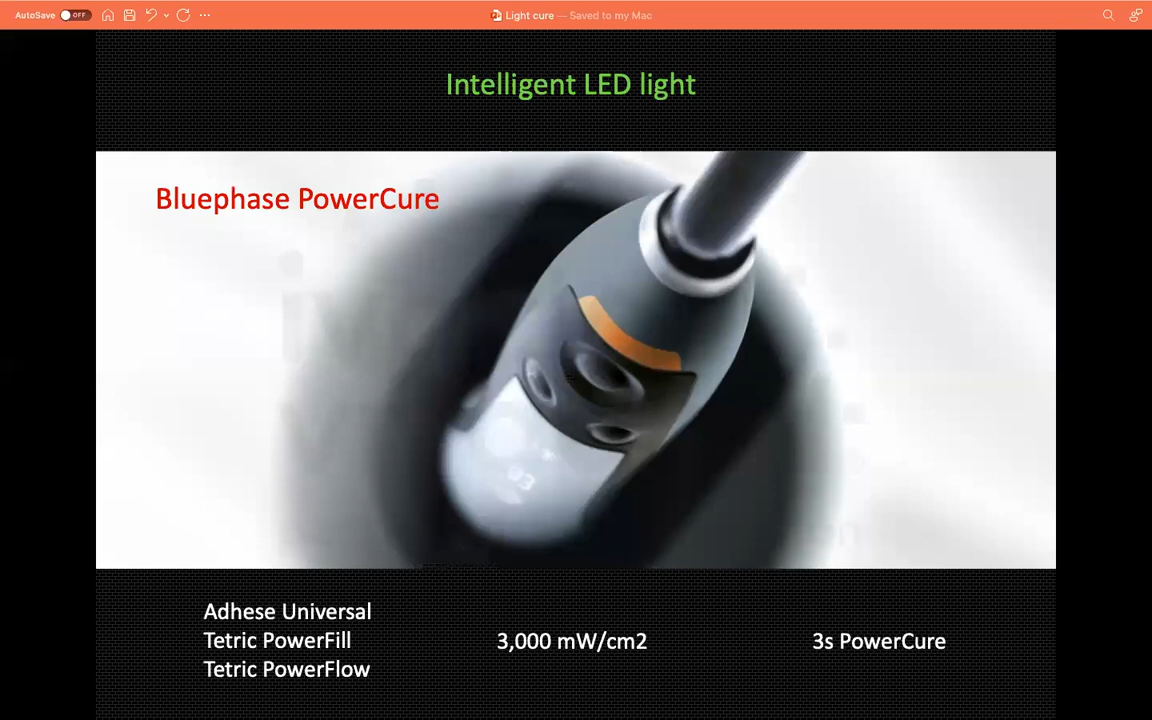 AutoSave OFF
Light cure — Saved to my Mac
Intelligent LED light
Bluephase PowerCure
Adhese Universal
Tetric PowerFill
Tetric PowerFlow
3,000 mW/cm2
3s PowerCure